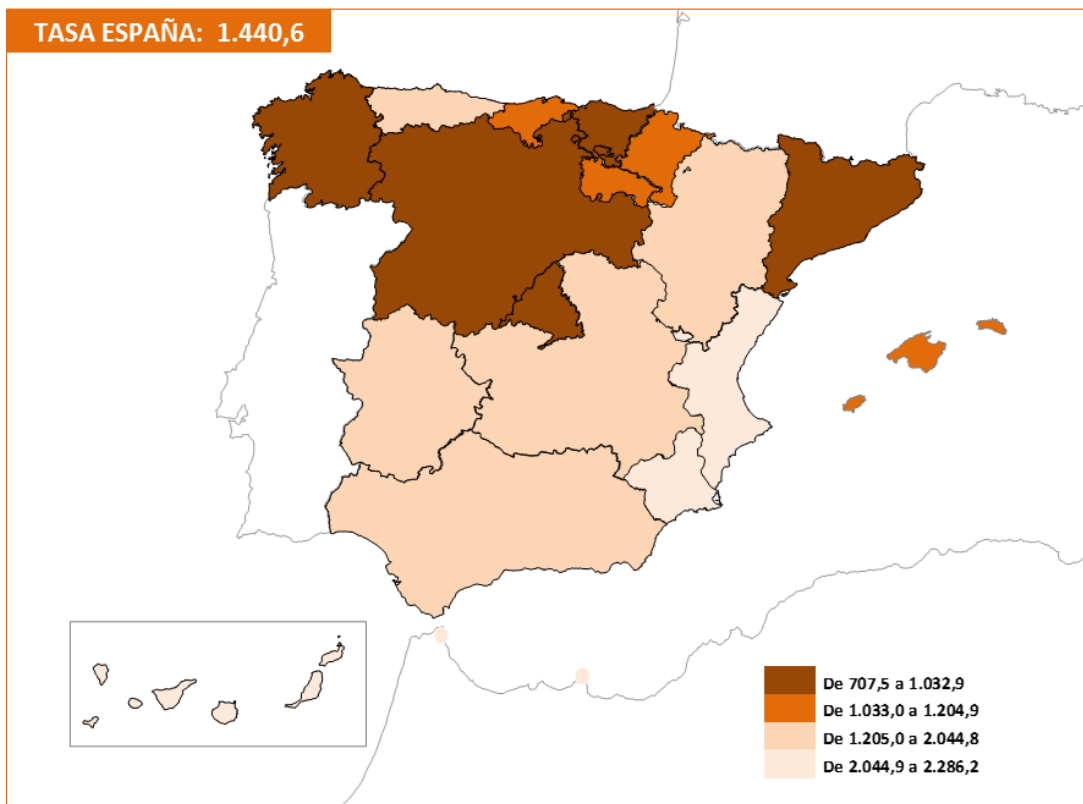 TASA ESPAÑA: 1.440,6
De 707,5 a 1.032,9
De 1.033,0 a 1.204,9
De 1.205,0 a 2.044,8
De 2.044,9 a 2.286,2